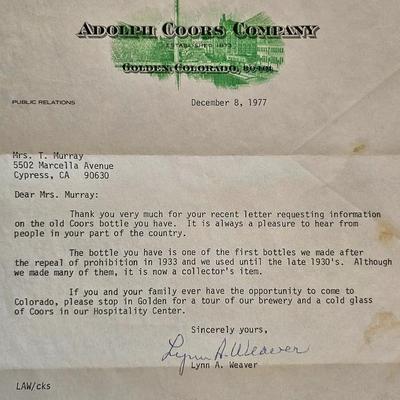 ADOLPH COORS COMPANY
ESTABLISHED 1873
GOLDEN, COLORADO, 80401
PUBLIC RELATIONS
December 8, 1977
Mrs. T. Murray
5502 Marcella Avenue
Cypress, CA 90630
Dear Mrs. Murray:
Thank you very much for your recent letter requesting information
on the old Coors bottle you have. It is always a pleasure to hear from
people in your part of the country.
The bottle you have is one of the first bottles we made after
the repeal of prohibition in 1933 and we used until the late 1930's. Although
we made many of them, it is now a collector's item.
If you and your family ever have the opportunity to come to
Colorado, please stop in Golden for a tour of our brewery and a cold glass
of Coors in our Hospitality Center.
Sincerely yours,
Lynn A. Weaver
Lynn A. Weaver
LAW/cks